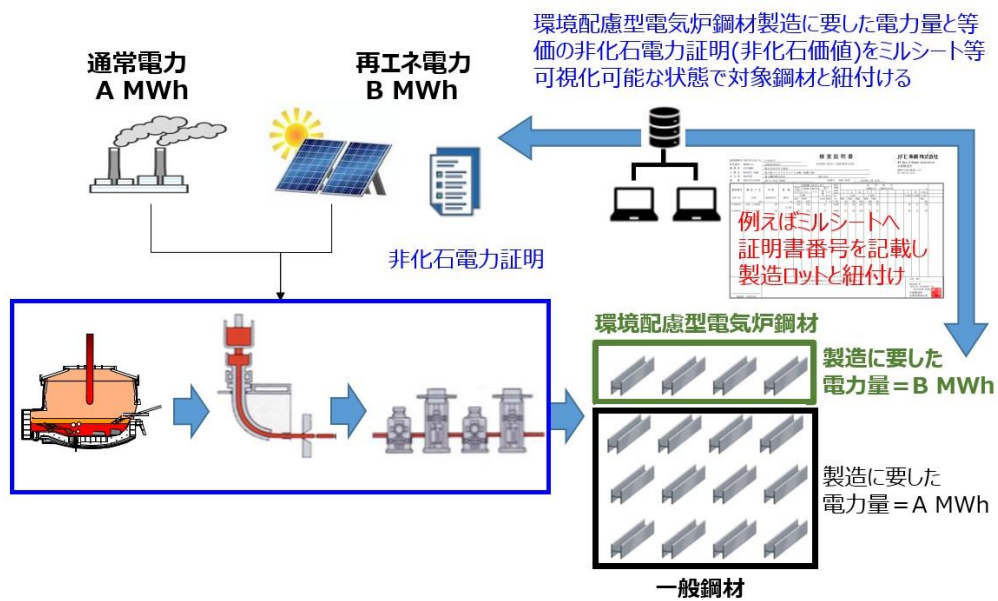 環境配慮型電気炉鋼材製造に要した電力量と等
価の非化石電力証明(非化石価値)をミルシート等
可視化可能な状態で対象鋼材と紐付ける
通常電力
A MWh
再エネ電力
B MWh
非化石電力証明
検査証明書
例えばミルシートへ
証明書番号を記載し
製造ロットと紐付け
環境配慮型電気炉鋼材
製造に要した
電力量＝B MWh
製造に要した
電力量＝A MWh
一般鋼材